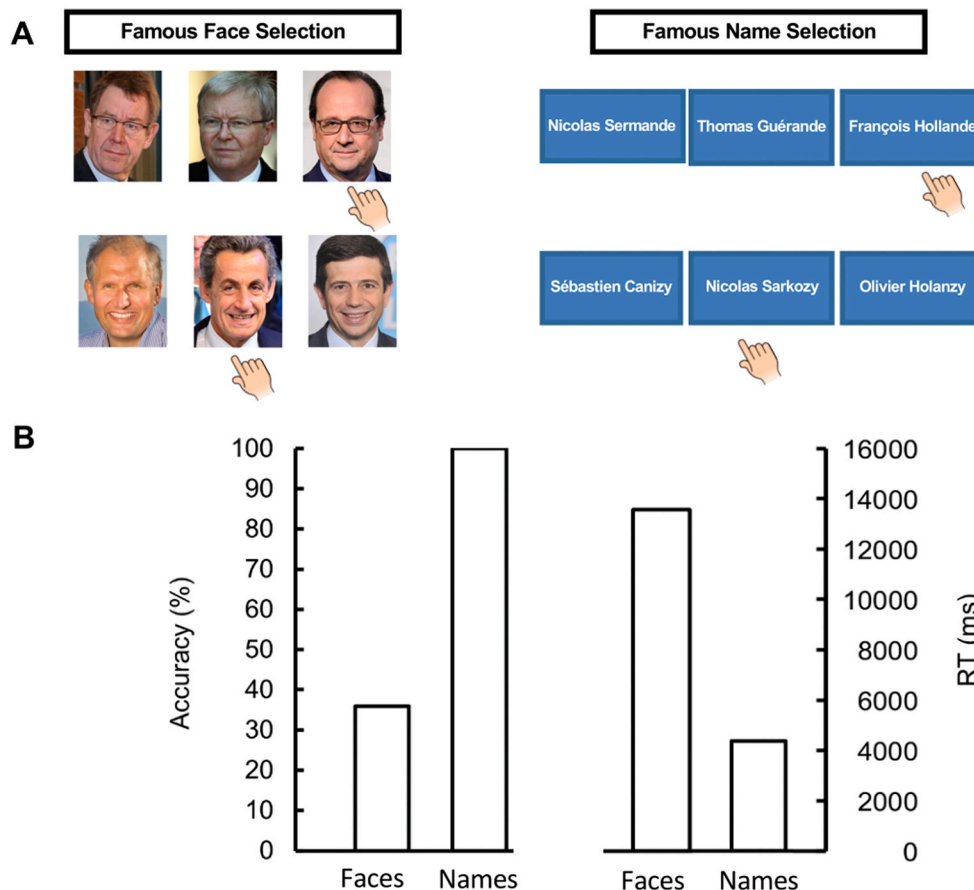 A
Famous Face Selection
Famous Name Selection
Nicolas Sermande
Thomas Guérande
François Hollande
Sébastien Canizy
Nicolas Sarkozy
Olivier Holanzy
B
Accuracy (%)
100
90
80
70
60
50
40
30
20
10
0
Faces
Names
16000
14000
12000
10000
8000
6000
4000
2000
0
RT (ms)
Faces
Names